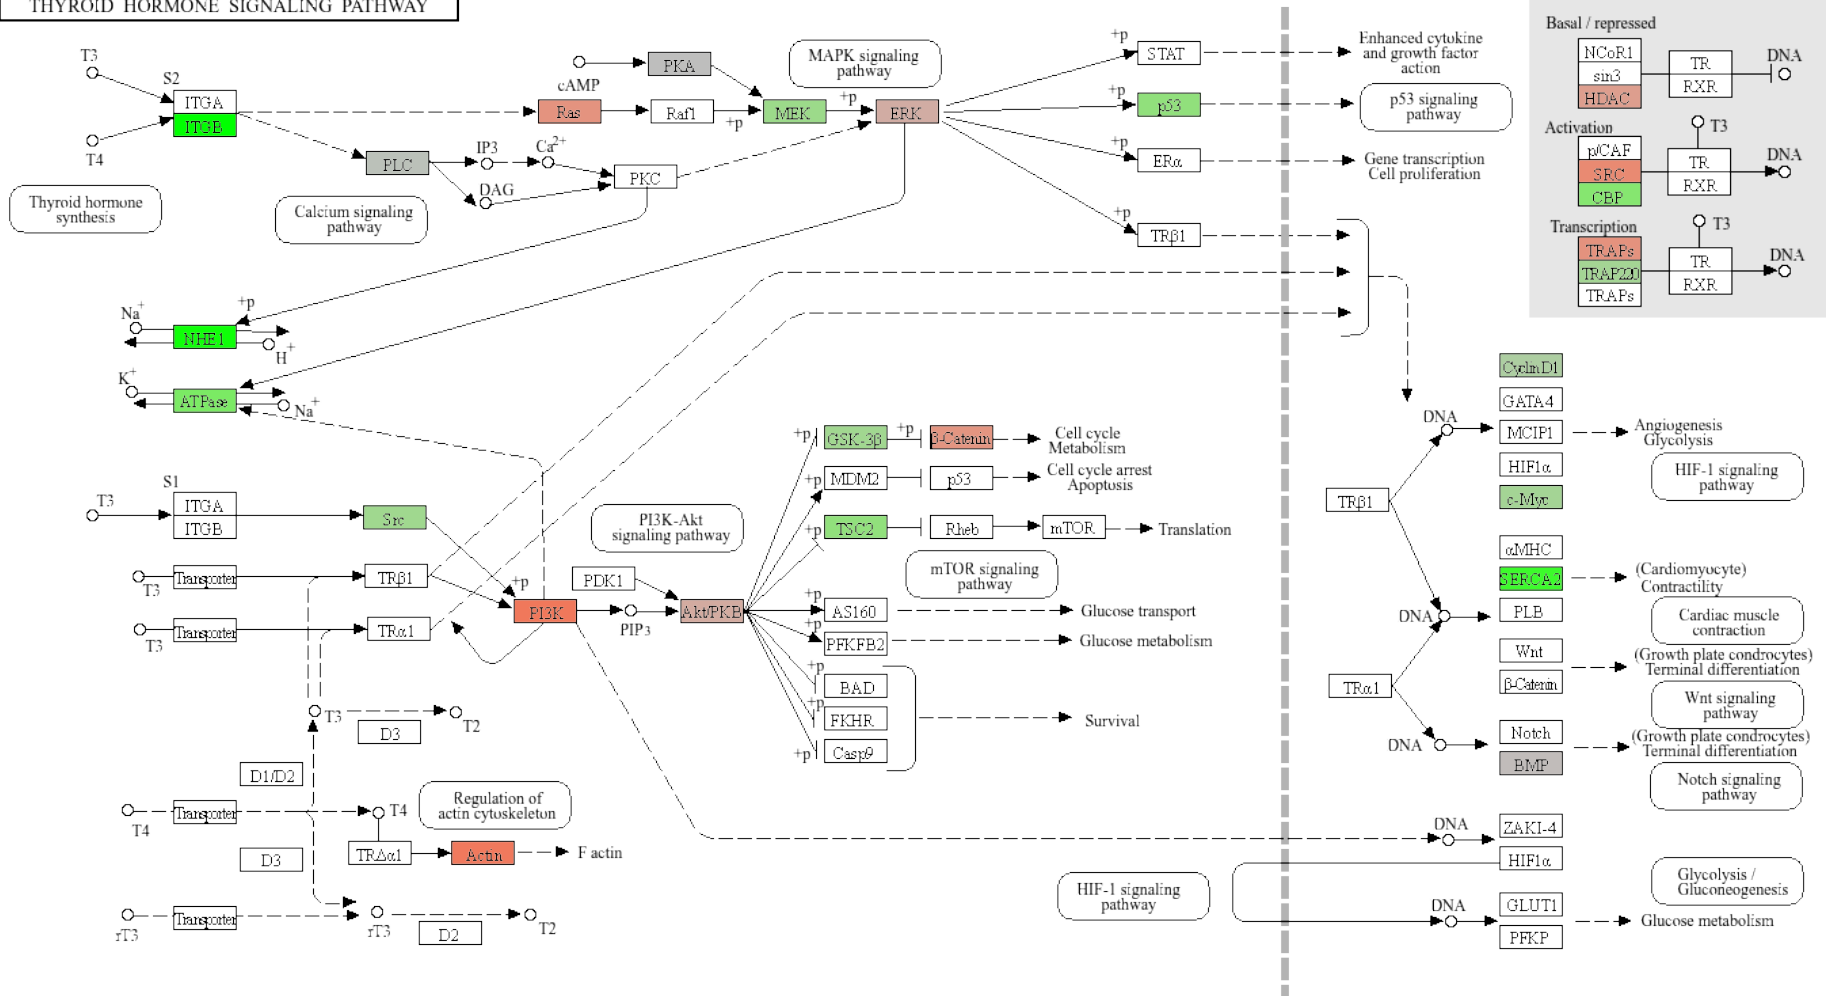 THYROID HORMONE SIGNALING PATHWAY
T3
S2
ITGA
ITGB
T4
Thyroid hormone
synthesis
PLC
IP3
Ca2+
DAG
PKC
Calcium signaling
pathway
cAMP
PKA
Ras
Raf1
+p
MEK
+p
ERK
MAPK signaling
pathway
+p
STAT
Enhanced cytokine
and growth factor
action
+p
p53
p53 signaling
pathway
+p
ERα
Gene transcription
Cell proliferation
+p
TRβ1
Basal / repressed
NCoR1
sin3
HDAC
TR
RXR
DNA
Activation
p/CAF
SRC
CBP
T3
TR
RXR
DNA
Transcription
TRAPs
TRAP220
TRAPs
T3
TR
RXR
DNA
Na+
+p
NHE1
H+
K+
ATPase
Na+
T3
S1
ITGA
ITGB
Src
T3
Transporter
TRβ1
T3
Transporter
TRα1
+p
PI3K
PIP3
PDK1
Akt/PKB
PI3K-Akt
signaling pathway
+p
GSK-3β
+p
β-Catenin
Cell cycle
Metabolism
+p
MDM2
p53
Cell cycle arrest
Apoptosis
+p
TSC2
Rheb
mTOR
Translation
mTOR signaling
pathway
+p
AS160
Glucose transport
+p
PFKFB2
Glucose metabolism
+p
BAD
+p
FKHR
+p
Casp9
Survival
T3
D3
T2
D1/D2
T4
Transporter
T4
Regulation of
actin cytoskeleton
D3
TRΔα1
Actin
F actin
rT3
Transporter
rT3
D2
T2
TRβ1
DNA
Cyclin D1
GATA4
MCIP1
HIF1α
c-Myc
Angiogenesis
Glycolysis
HIF-1 signaling
pathway
DNA
αMHC
SERCA2
PLB
(Cardiomyocyte)
Contractility
Cardiac muscle
contraction
Wnt
β-Catenin
(Growth plate condrocytes)
Terminal differentiation
Wnt signaling
pathway
TRα1
DNA
Notch
BMP
(Growth plate condrocytes)
Terminal differentiation
Notch signaling
pathway
DNA
ZAKI-4
HIF1α
HIF-1 signaling
pathway
Glycolysis /
Gluconeogenesis
DNA
GLUT1
PFKP
Glucose metabolism